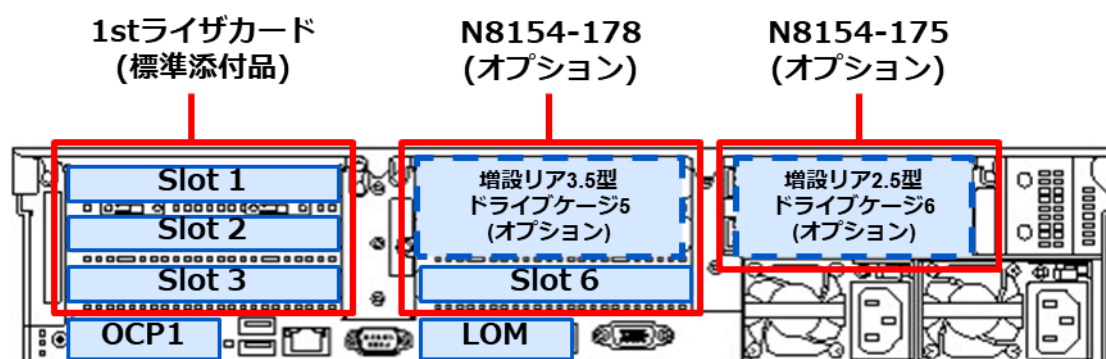 1stライザカード
(標準添付品)
N8154-178
(オプション)
N8154-175
(オプション)
Slot 1
Slot 2
Slot 3
増設リア3.5型
ドライブケージ5
(オプション)
Slot 6
増設リア2.5型
ドライブケージ6
(オプション)
OCP1
LOM